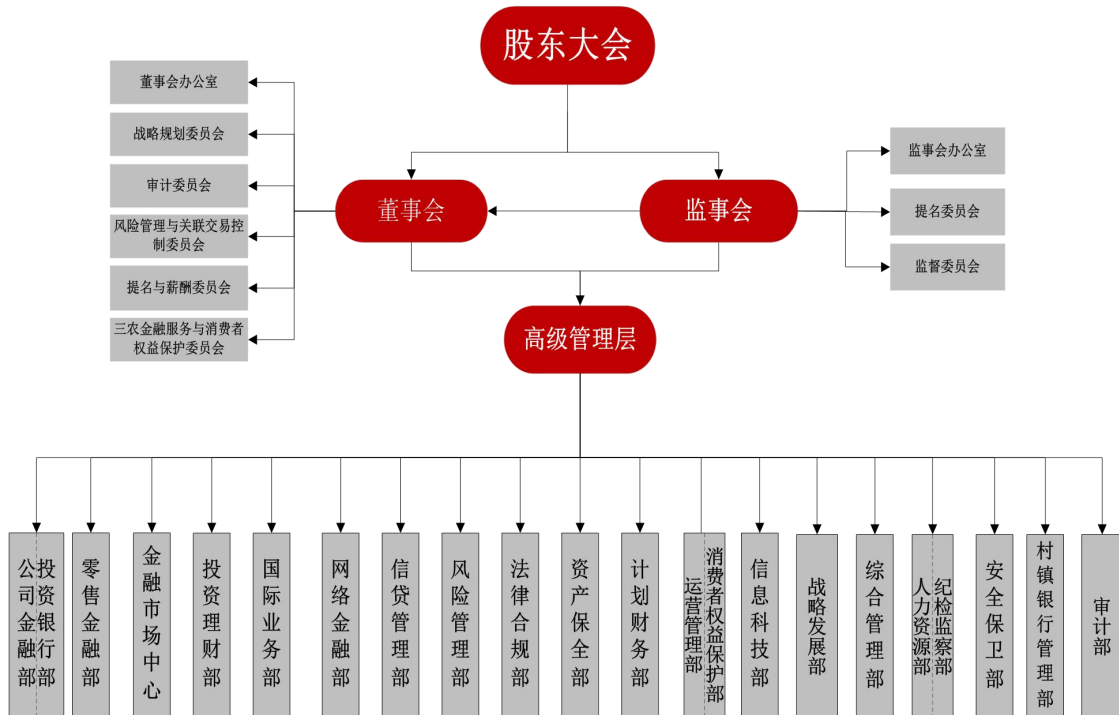 股东大会
董事会办公室
战略规划委员会
审计委员会
风险管理与关联交易控
制委员会
提名与薪酬委员会
三农金融服务与消费者
权益保护委员会
董事会
监事会
监事会办公室
提名委员会
监督委员会
高级管理层
公司金融部
投资银行部
零售金融部
金融市场中心
投资理财部
国际业务部
网络金融部
信贷管理部
风险管理部
法律合规部
资产保全部
计划财务部
运营管理部
消费者权益保护部
信息科技部
战略发展部
综合管理部
人力资源部
纪检监察部
安全保卫部
村镇银行管理部
审计部